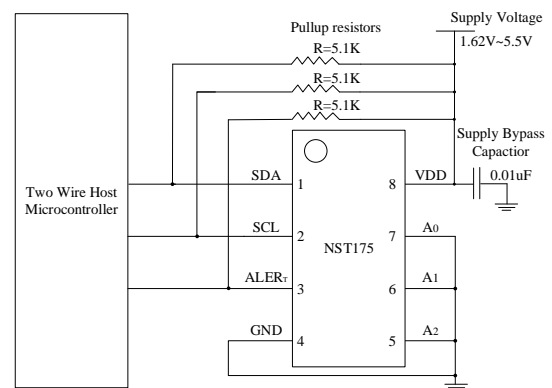 Supply Voltage
1.62V~5.5V
Pullup resistors
R=5.1K
R=5.1K
R=5.1K
Supply Bypass
Capactior
0.01uF
Two Wire Host
Microcontroller
SDA
1
8
VDD
SCL
2
7
A0
NST175
ALERT
3
6
A1
GND
4
5
A2